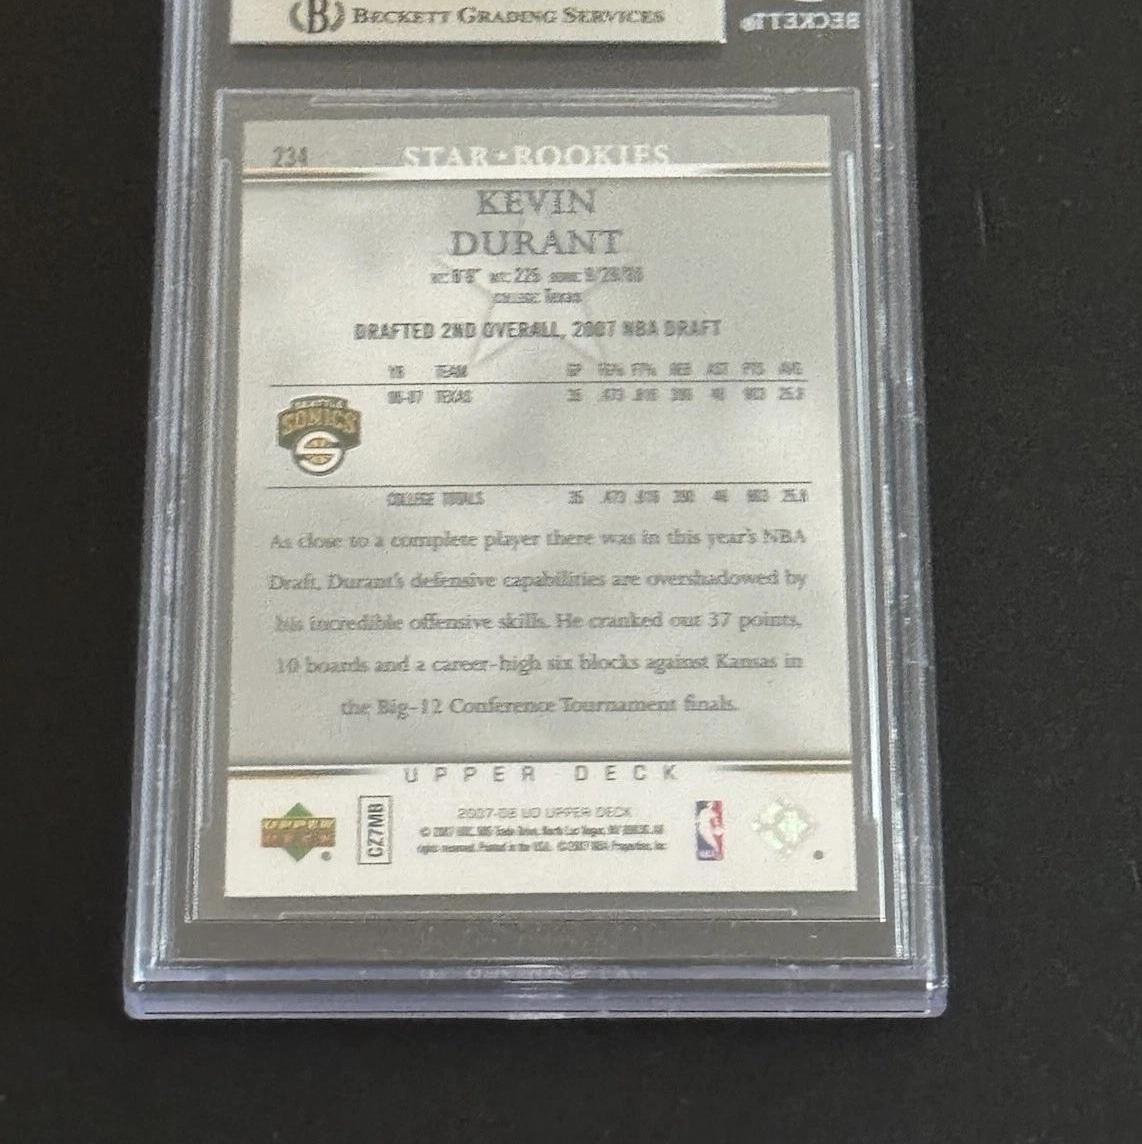 (B) BECKETT GRADING SERVICES
BECKETT
234 STAR★ROOKIES
KEVIN
DURANT
HT: 6'9" WT: 225 BORN: 9/29/88
COLLEGE: Texas
DRAFTED 2ND OVERALL, 2007 NBA DRAFT
YR TEAM GP FG% FT% REB AST PTS AVG
06-07 TEXAS 35 .473 .816 390 46 903 25.8
SEATTLE
SONICS
COLLEGE TOTALS 35 .473 .816 390 46 903 25.8
As close to a complete player there was in this year's NBA
Draft, Durant's defensive capabilities are overshadowed by
his incredible offensive skills. He cranked out 37 points,
10 boards and a career-high six blocks against Kansas in
the Big-12 Conference Tournament finals.
UPPER DECK
UPPER
DECK
CZ7MB
2007-08 UD UPPER DECK
© 2007 UDC, 985 Trade Drive, North Las Vegas, NV 89030. All
rights reserved. Printed in the USA. © 2007 NBA Properties, Inc